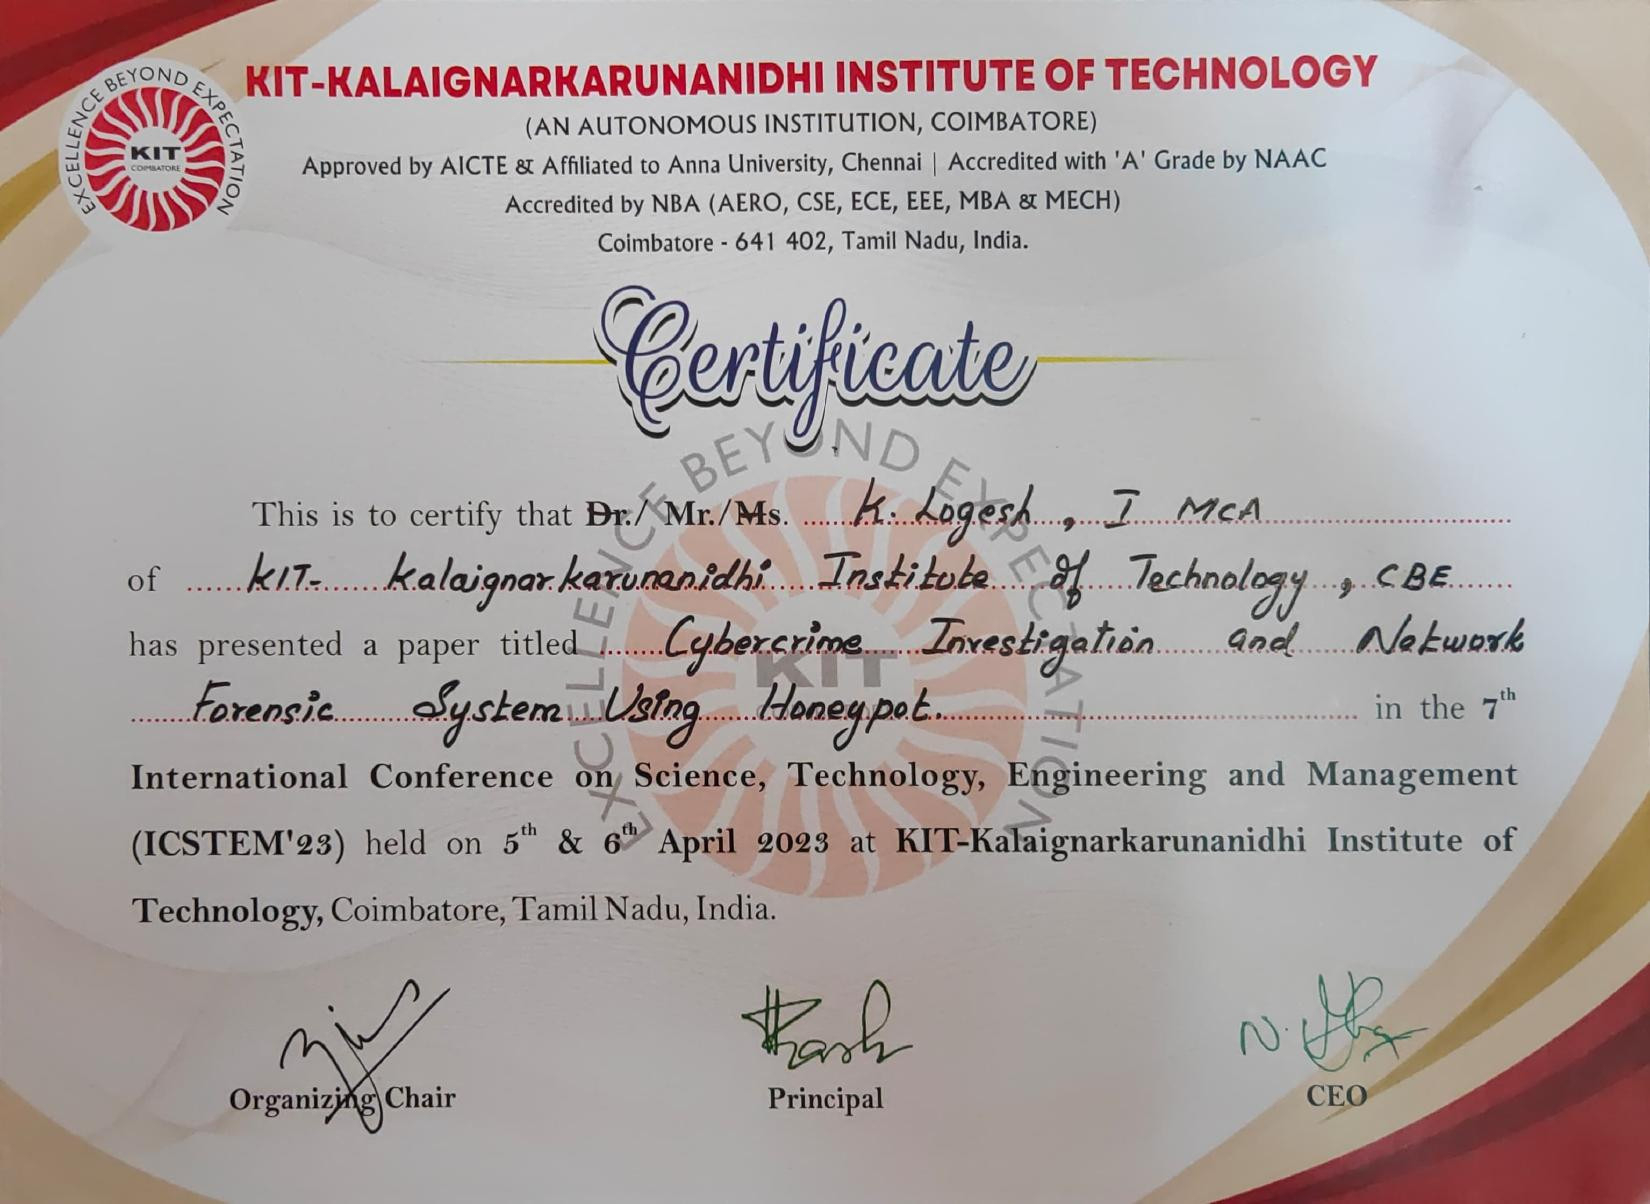 KIT-KALAIGNARKARUNANIDHI INSTITUTE OF TECHNOLOGY
EXCELLENCE BEYOND EXPECTATION
KIT
COIMBATORE
(AN AUTONOMOUS INSTITUTION, COIMBATORE)
Approved by AICTE & Affiliated to Anna University, Chennai | Accredited with 'A' Grade by NAAC
Accredited by NBA (AERO, CSE, ECE, EEE, MBA & MECH)
Coimbatore - 641 402, Tamil Nadu, India.
Certificate
EXCELLENCE BEYOND EXPECTATION
KIT
This is to certify that Dr./ Mr./Ms. K. Logesh, I MCA
of KIT- Kalaignarkarunanidhi Institute of Technology, CBE
has presented a paper titled Cybercrime Investigation and Network
Forensic System Using Honeypot. in the 7th
International Conference on Science, Technology, Engineering and Management
(ICSTEM'23) held on 5th & 6th April 2023 at KIT-Kalaignarkarunanidhi Institute of
Technology, Coimbatore, Tamil Nadu, India.
Organizing Chair
Principal
CEO